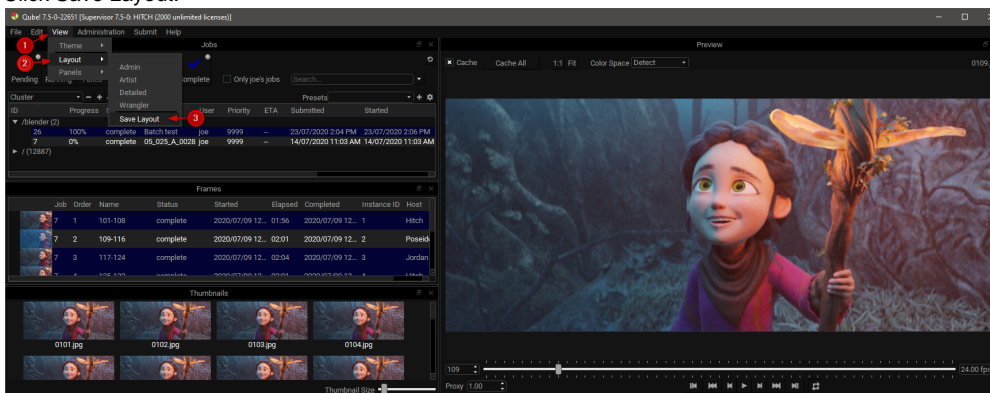 Click Save Layout.
Qube! 7.5-0-22651 [Supervisor 7.5-0: HITCH (2000 unlimited licenses)]
File Edit View Administration Submit Help
Theme
Layout
Panels
Admin
Artist
Detailed
Wrangler
Save Layout
1
2
3
Jobs
Pending
Only joe's jobs
Search...
Cluster
Presets
ID Progress User Priority ETA Submitted Started
/blender (2)
26 100% complete Batch test joe 9999 -- 23/07/2020 2:04 PM 23/07/2020 2:06 PM
7 0% complete 05_025_A_0028 joe 9999 -- 14/07/2020 11:03 AM 14/07/2020 11:03 AM
/ (12887)
Frames
Job Order Name Status Started Elapsed Completed Instance ID Host
7 1 101-108 complete 2020/07/09 12... 01:56 2020/07/09 12... 1 Hitch
7 2 109-116 complete 2020/07/09 12... 02:01 2020/07/09 12... 2
7 3 117-124 complete 2020/07/09 12... 02:04 2020/07/09 12... 3 Jordan
Thumbnails
0101.jpg 0102.jpg 0103.jpg 0104.jpg
Thumbnail Size
Preview
Cache Cache All 1:1 Fit Color Space Detect 0109.
109 24.00 fps
Proxy 1.00